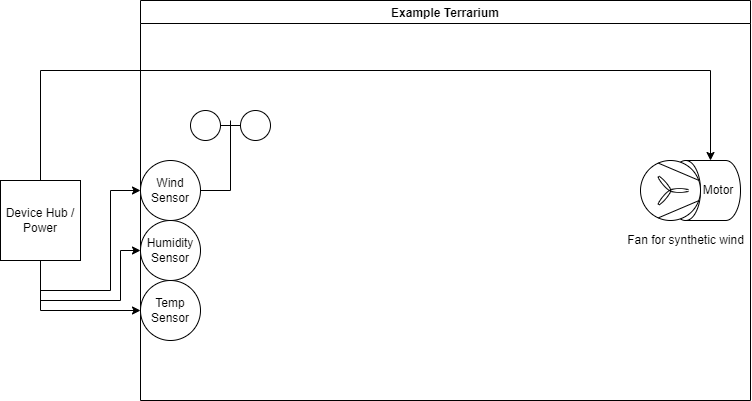 Example Terrarium
Wind
Sensor
Device Hub /
Power
Motor
Humidity
Sensor
Fan for synthetic wind
Temp
Sensor